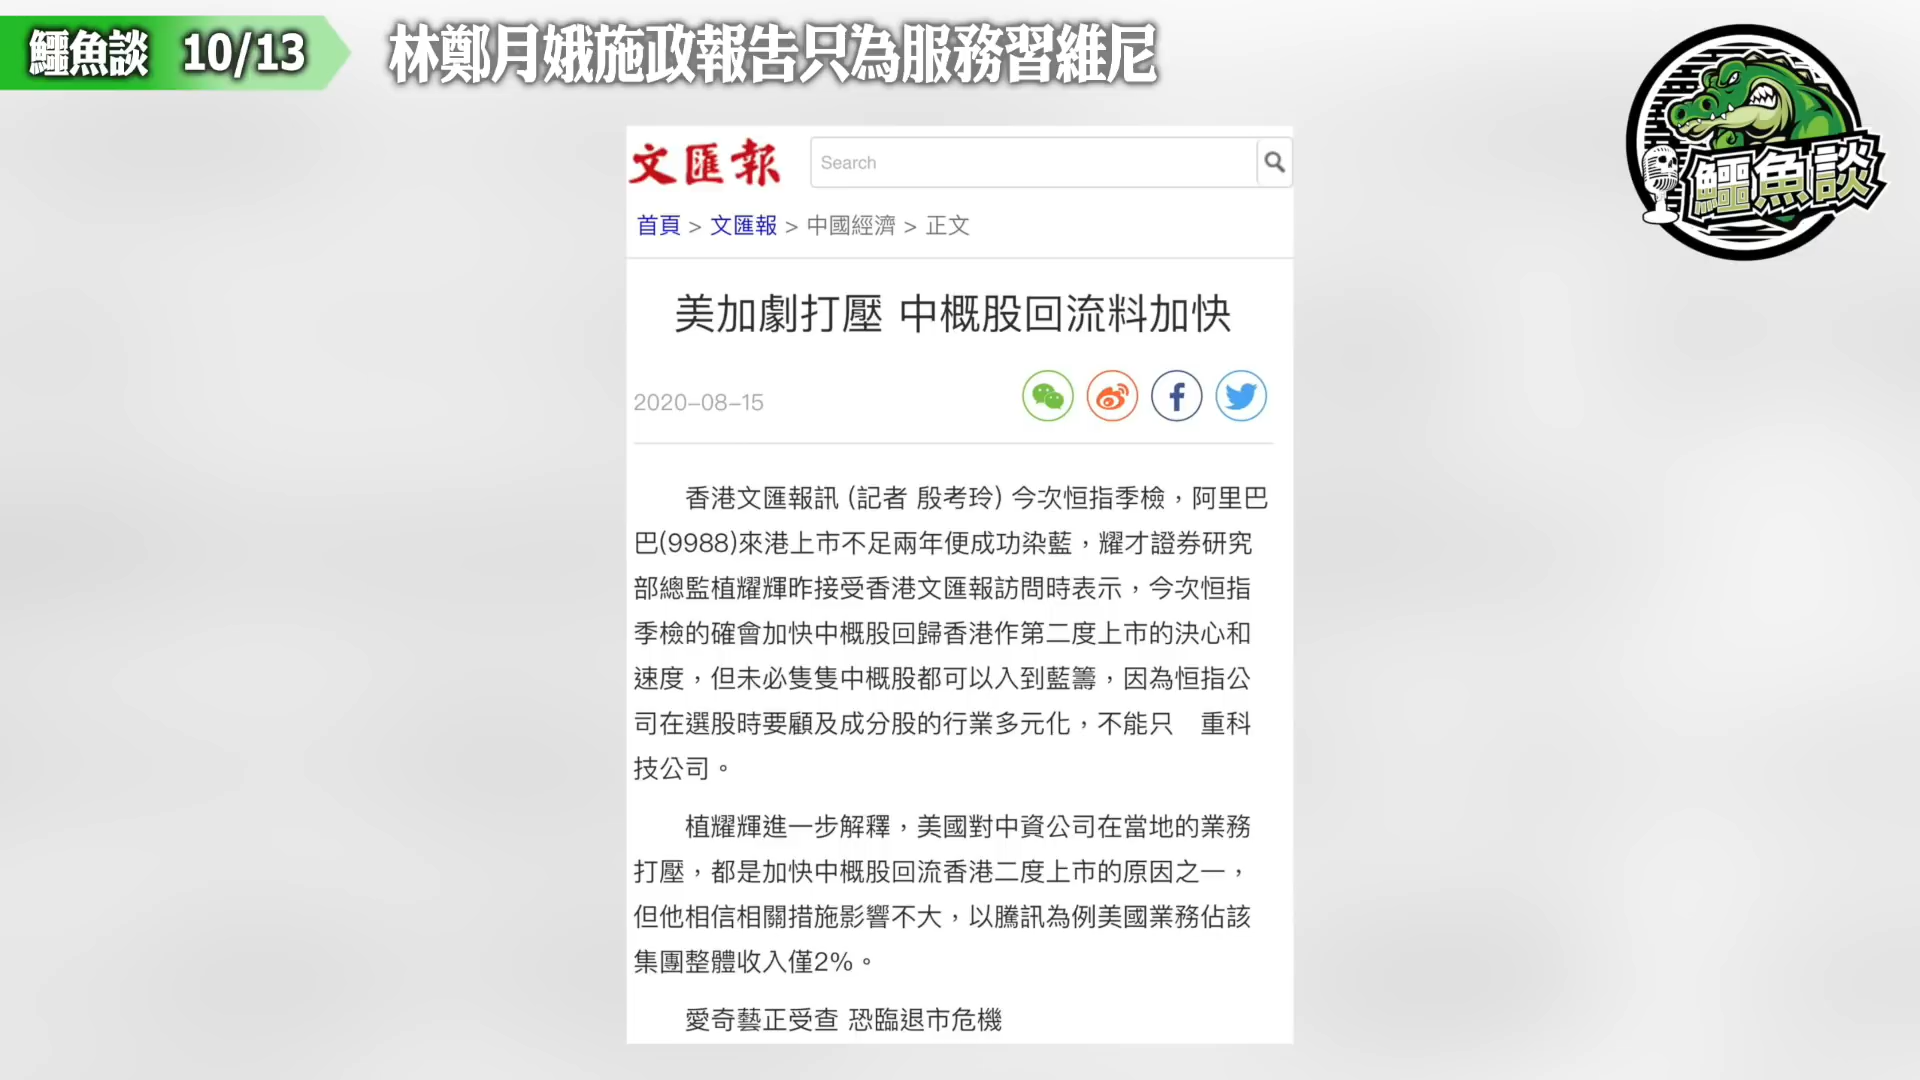 鱷魚談 10/13 林鄭月娥施政報告只為服務習維尼
鱷魚談
文匯報 Search
首頁 > 文匯報 > 中國經濟 > 正文
美加劇打壓 中概股回流料加快
2020-08-15
香港文匯報訊 (記者 殷考玲) 今次恒指季檢，阿里巴
巴(9988)來港上市不足兩年便成功染藍，耀才證券研究
部總監植耀輝昨接受香港文匯報訪問時表示，今次恒指
季檢的確會加快中概股回歸香港作第二度上市的決心和
速度，但未必隻隻中概股都可以入到藍籌，因為恒指公
司在選股時要顧及成分股的行業多元化，不能只　重科
技公司。
植耀輝進一步解釋，美國對中資公司在當地的業務
打壓，都是加快中概股回流香港二度上市的原因之一，
但他相信相關措施影響不大，以騰訊為例美國業務佔該
集團整體收入僅2%。
愛奇藝正受查 恐臨退市危機